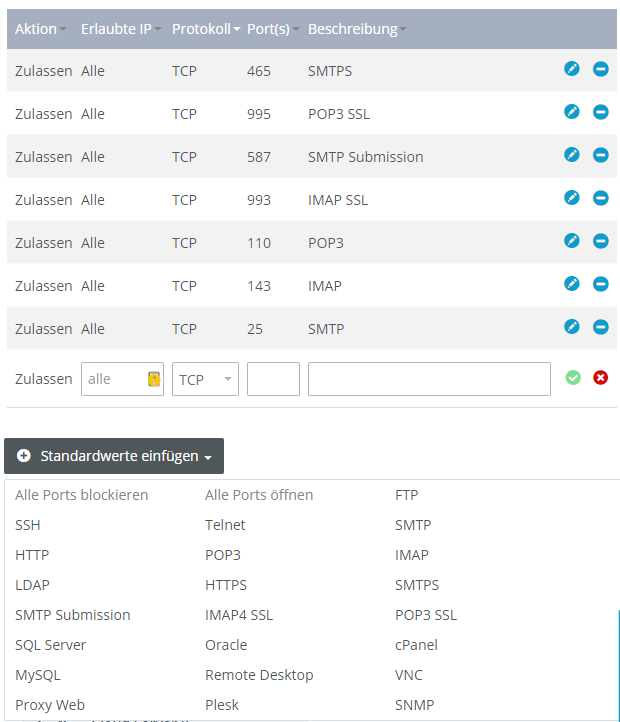 Aktion Erlaubte IP Protokoll Port(s) Beschreibung
Zulassen Alle TCP 465 SMTPS
Zulassen Alle TCP 995 POP3 SSL
Zulassen Alle TCP 587 SMTP Submission
Zulassen Alle TCP 993 IMAP SSL
Zulassen Alle TCP 110 POP3
Zulassen Alle TCP 143 IMAP
Zulassen Alle TCP 25 SMTP
Zulassen alle TCP
Standardwerte einfügen
Alle Ports blockieren Alle Ports öffnen FTP
SSH Telnet SMTP
HTTP POP3 IMAP
LDAP HTTPS SMTPS
SMTP Submission IMAP4 SSL POP3 SSL
SQL Server Oracle cPanel
MySQL Remote Desktop VNC
Proxy Web Plesk SNMP